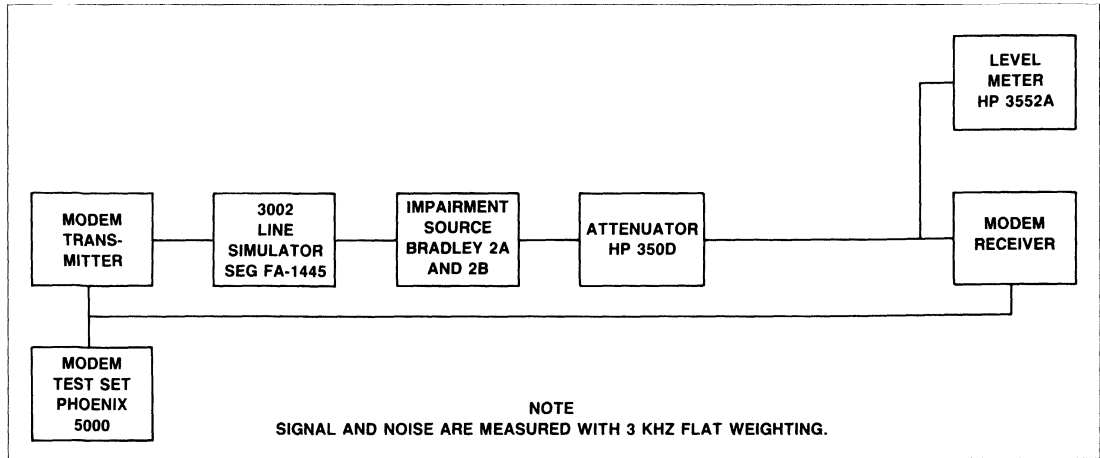 LEVEL
METER
HP 3552A
MODEM
TRANS-
MITTER
3002
LINE
SIMULATOR
SEG FA-1445
IMPAIRMENT
SOURCE
BRADLEY 2A
AND 2B
ATTENUATOR
HP 350D
MODEM
RECEIVER
MODEM
TEST SET
PHOENIX
5000
NOTE
SIGNAL AND NOISE ARE MEASURED WITH 3 KHZ FLAT WEIGHTING.